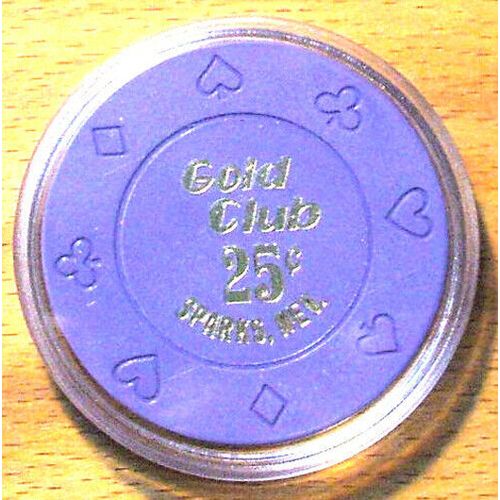 Gold
Club
25¢
SPARKS, NEV.